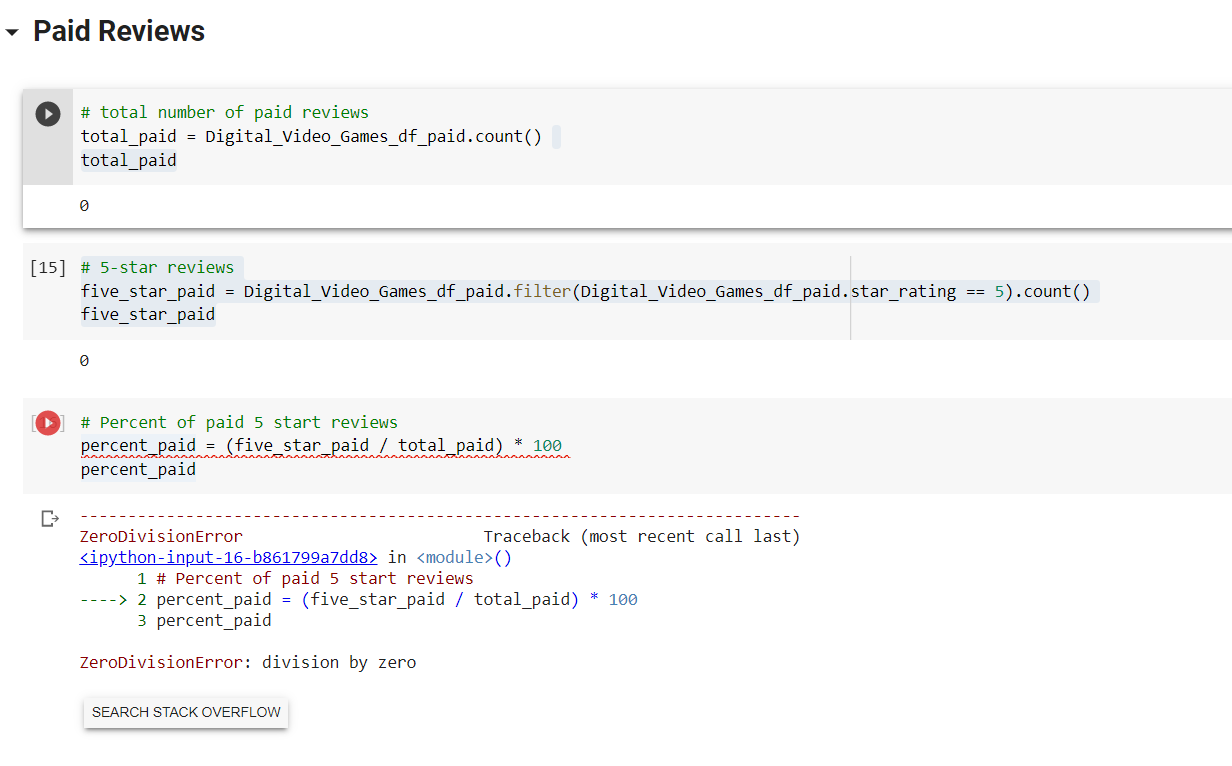 Paid Reviews
# total number of paid reviews
total_paid = Digital_Video_Games_df_paid.count()
total_paid
0
[15] # 5-star reviews
five_star_paid = Digital_Video_Games_df_paid.filter(Digital_Video_Games_df_paid.star_rating == 5).count()
five_star_paid
0
# Percent of paid 5 start reviews
percent_paid = (five_star_paid / total_paid) * 100
percent_paid
---------------------------------------------------------------------------
ZeroDivisionError                         Traceback (most recent call last)
<ipython-input-16-b861799a7dd8> in <module>()
      1 # Percent of paid 5 start reviews
----> 2 percent_paid = (five_star_paid / total_paid) * 100
      3 percent_paid
ZeroDivisionError: division by zero
SEARCH STACK OVERFLOW